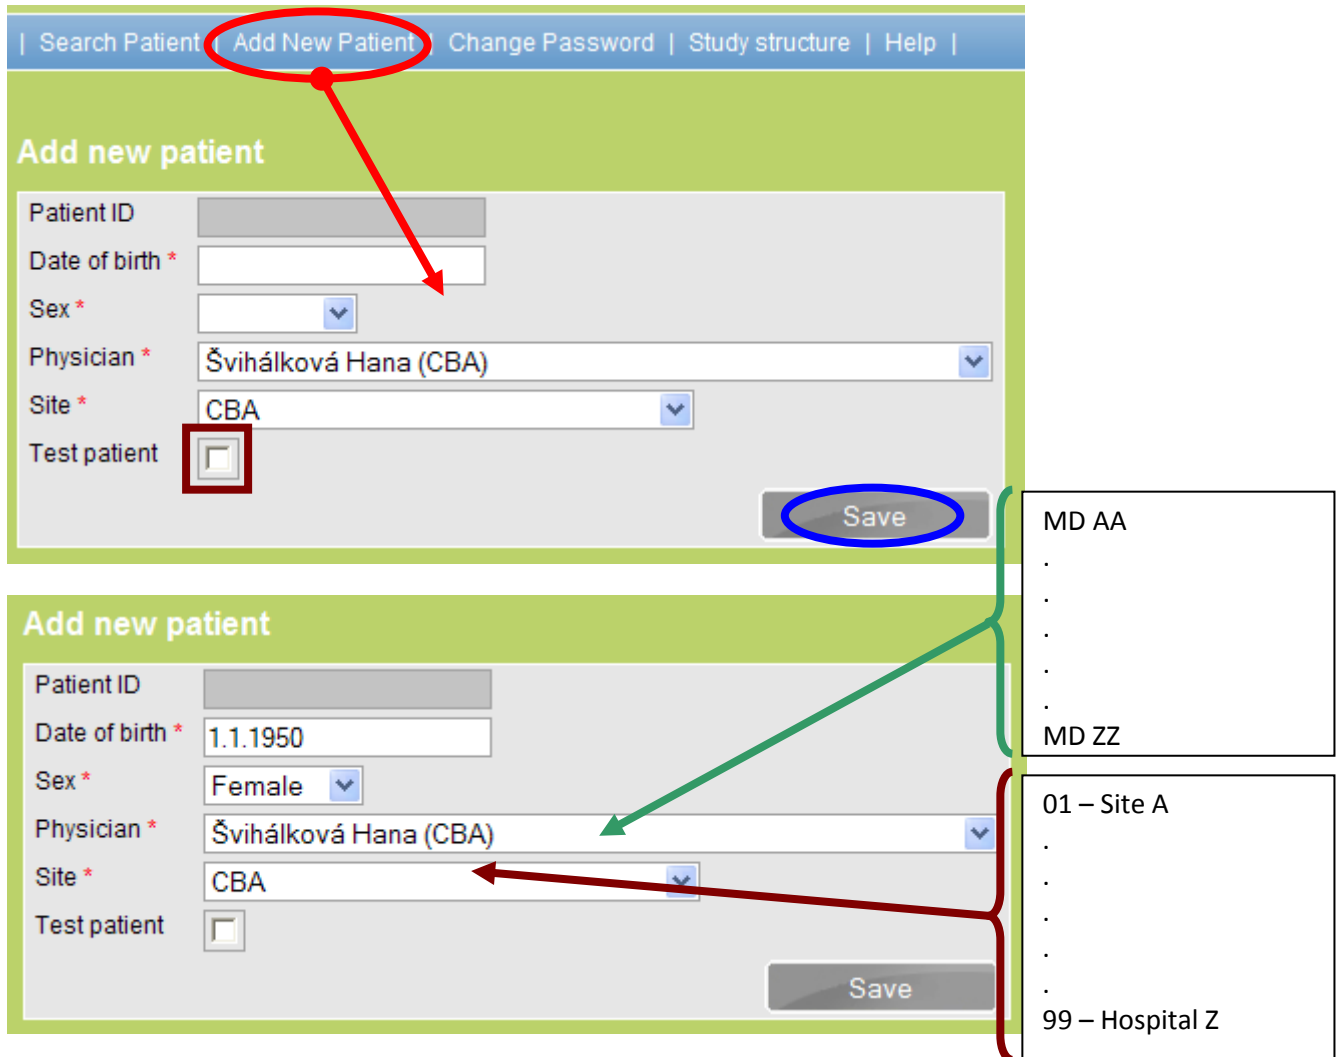 | Search Patient | Add New Patient | Change Password | Study structure | Help |
Add new patient
Patient ID
Date of birth *
Sex *
Physician * Švihálková Hana (CBA)
Site * CBA
Test patient
Save
MD AA
.
.
.
.
.
MD ZZ
Add new patient
Patient ID
Date of birth * 1.1.1950
Sex * Female
Physician * Švihálková Hana (CBA)
Site * CBA
Test patient
Save
01 – Site A
.
.
.
.
.
99 – Hospital Z